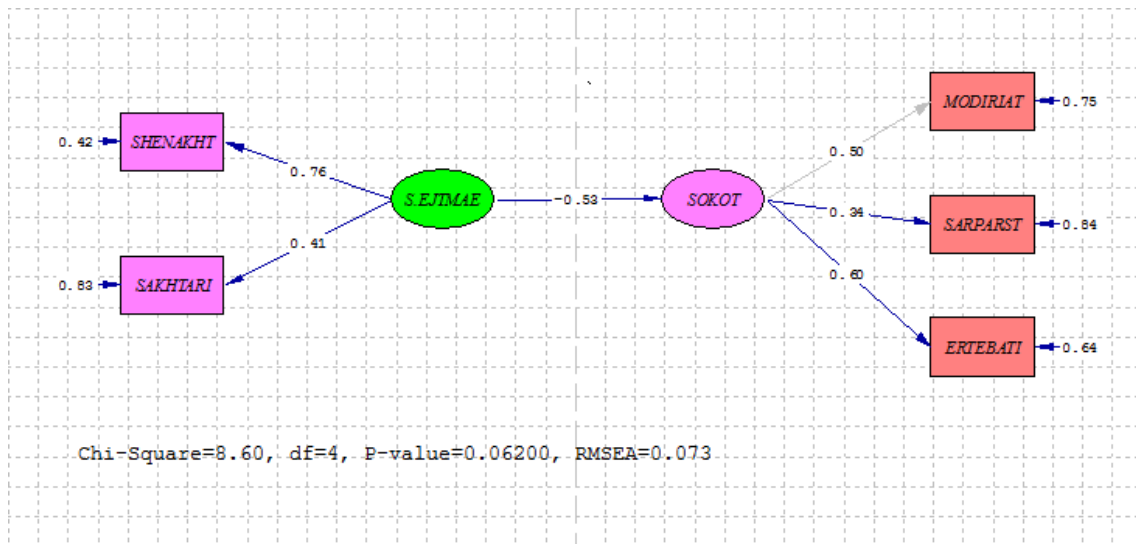 MODIRIAT
0.75
0.42
SHENAKHT
0.50
0.76
S.EJTMAE
-0.53
SOKOT
0.34
SARPARST
0.84
0.41
0.60
0.83
SAKHTARI
ERTEBATI
0.64
Chi-Square=8.60, df=4, P-value=0.06200, RMSEA=0.073